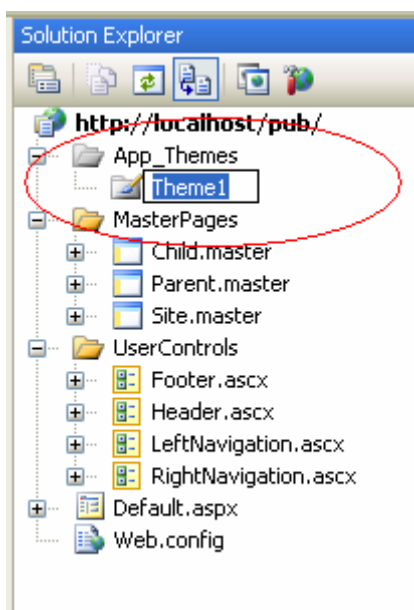 Solution Explorer
http://localhost/pub/
App_Themes
Theme1
MasterPages
Child.master
Parent.master
Site.master
UserControls
Footer.ascx
Header.ascx
LeftNavigation.ascx
RightNavigation.ascx
Default.aspx
Web.config